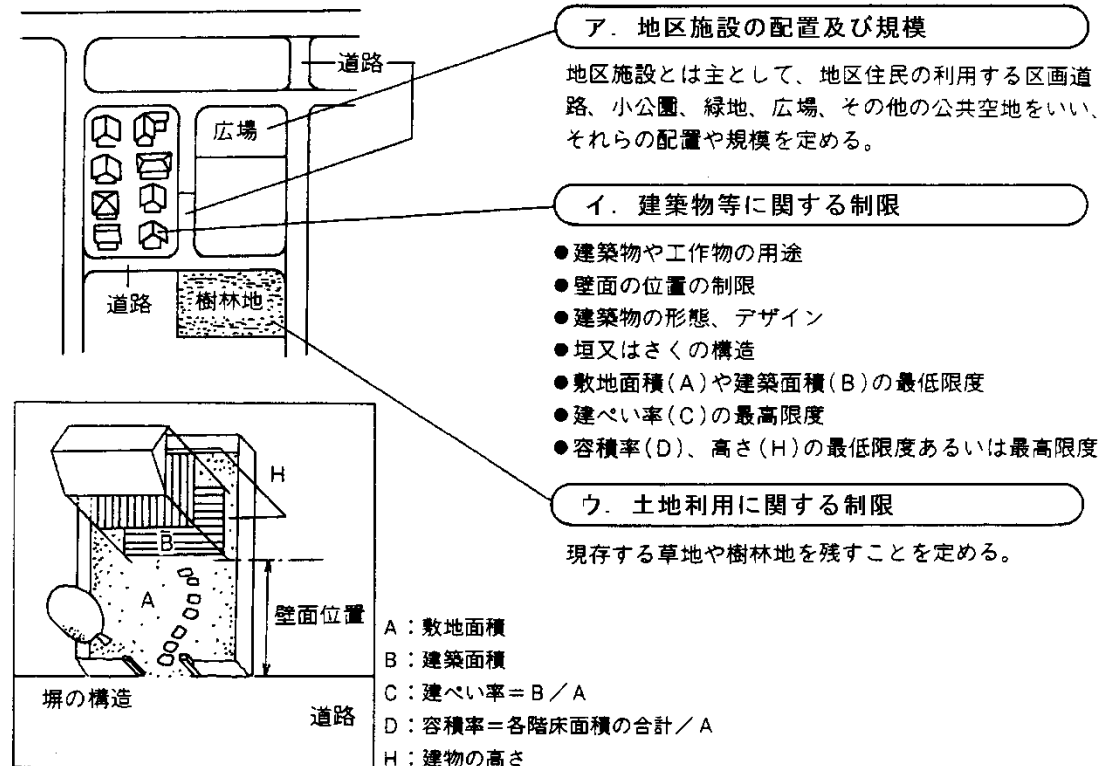 道路
広場
道路
樹林地
ア．地区施設の配置及び規模
地区施設とは主として、地区住民の利用する区画道
路、小公園、緑地、広場、その他の公共空地をいい、
それらの配置や規模を定める。
イ．建築物等に関する制限
●建築物や工作物の用途
●壁面の位置の制限
●建築物の形態、デザイン
●垣又はさくの構造
●敷地面積(A)や建築面積(B)の最低限度
●建ぺい率(C)の最高限度
●容積率(D)、高さ(H)の最低限度あるいは最高限度
ウ．土地利用に関する制限
現存する草地や樹林地を残すことを定める。
H
B
A
壁面位置
塀の構造
道路
A：敷地面積
B：建築面積
C：建ぺい率＝B／A
D：容積率＝各階床面積の合計／A
H：建物の高さ